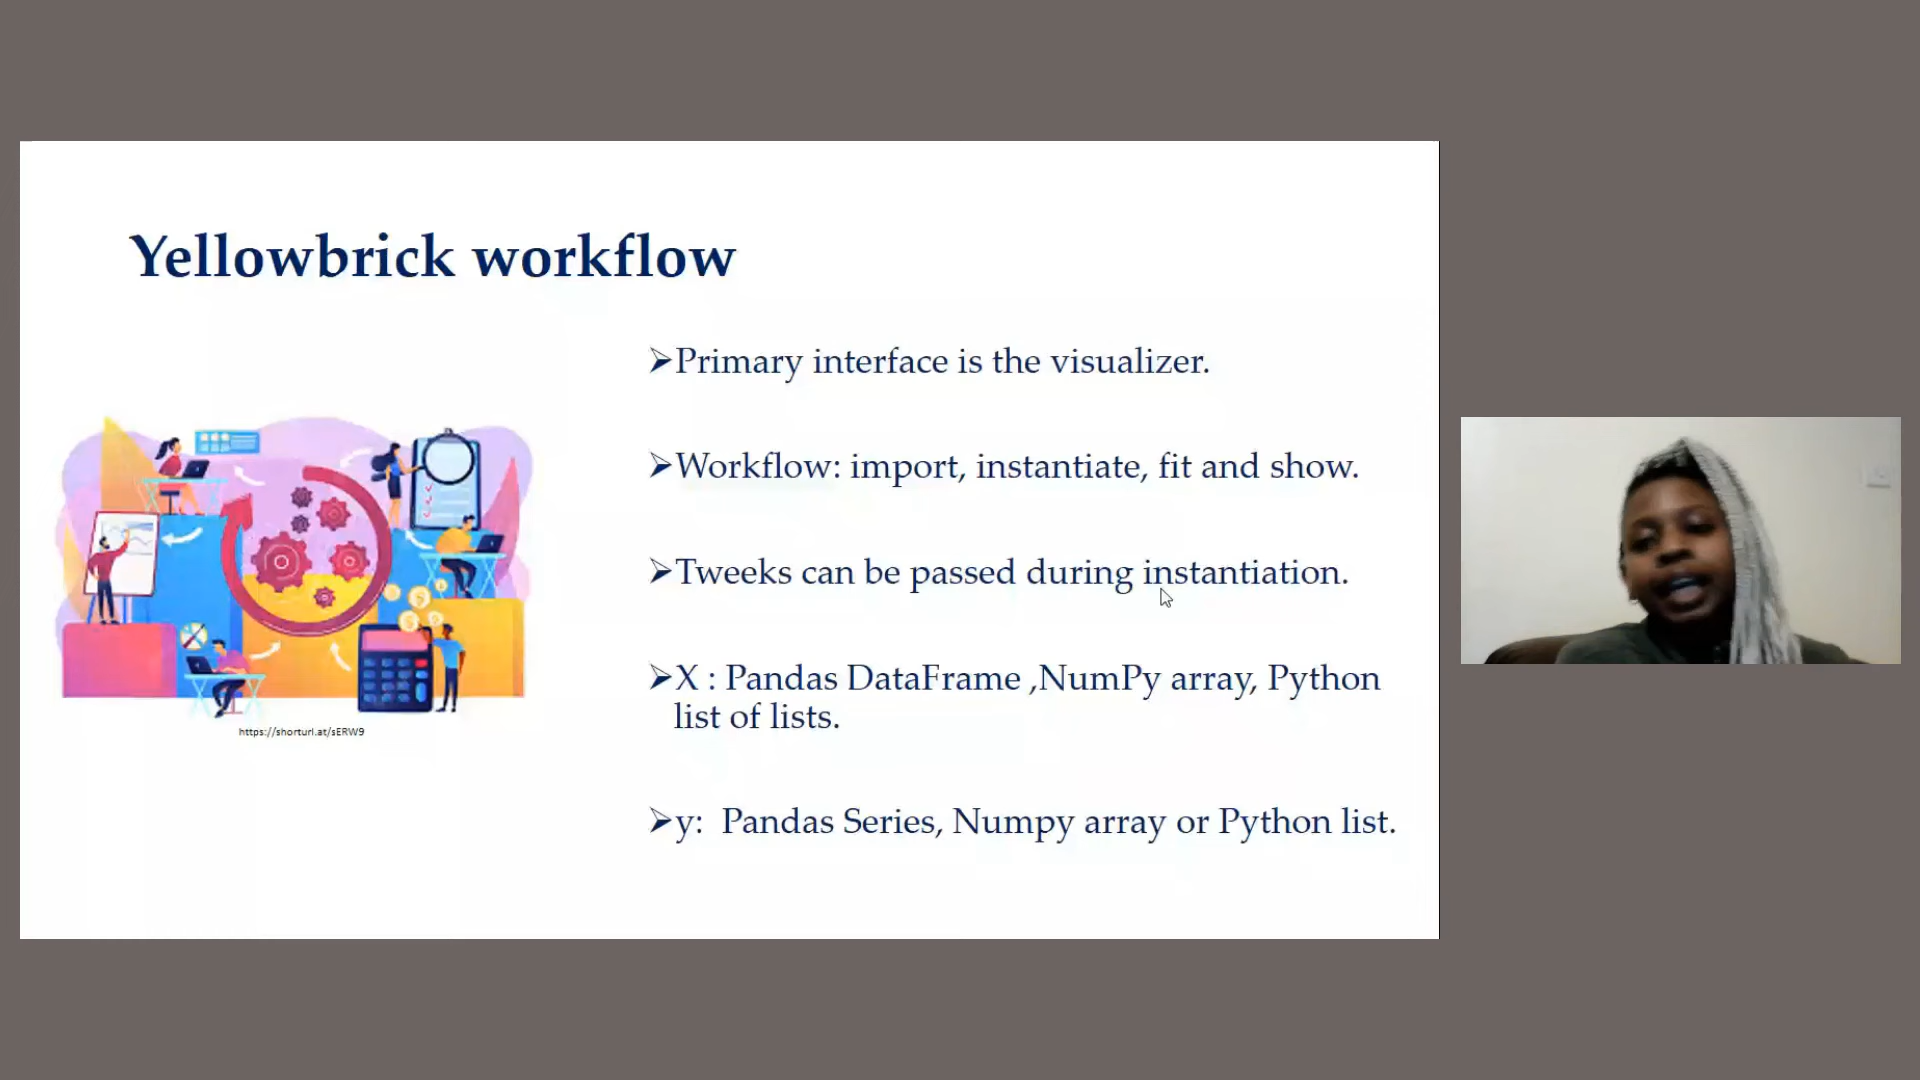 Yellowbrick workflow
➢Primary interface is the visualizer.
➢Workflow: import, instantiate, fit and show.
➢Tweeks can be passed during instantiation.
➢X : Pandas DataFrame ,NumPy array, Python
list of lists.
➢y: Pandas Series, Numpy array or Python list.
https://shorturl.at/sERW9